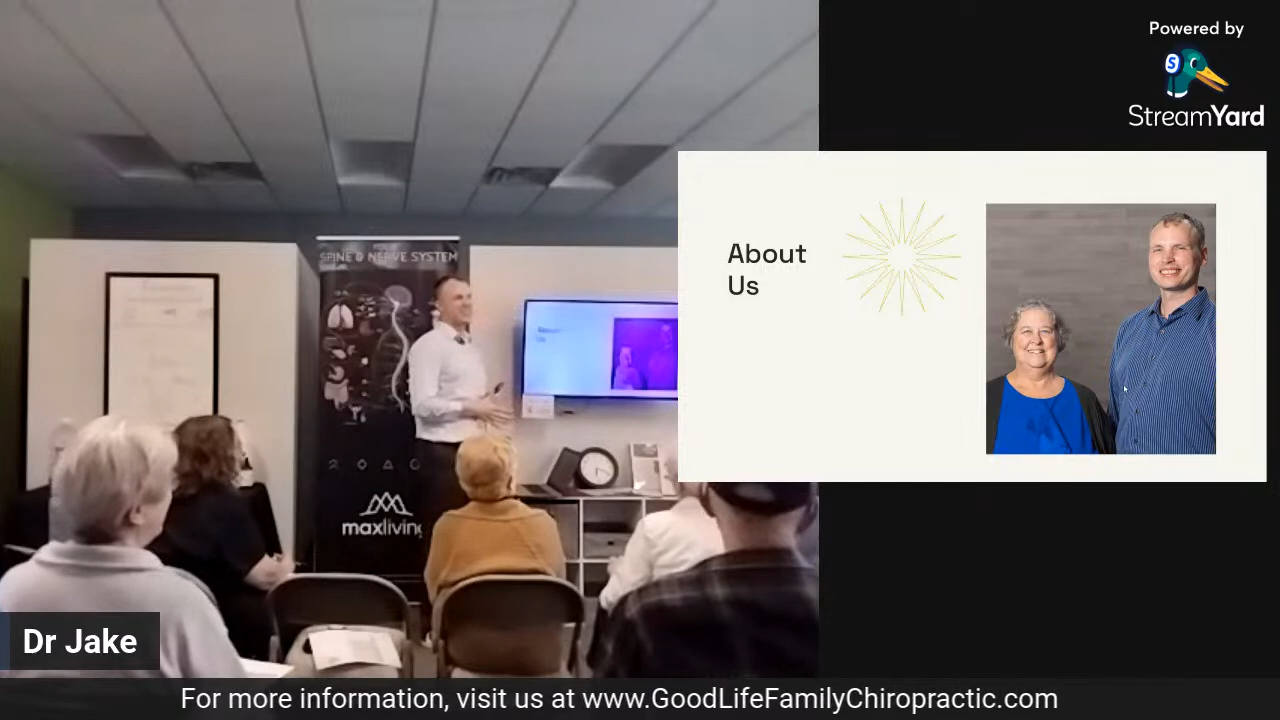 Powered by
StreamYard
SPINE & NERVE SYSTEM
About
Us
maxliving
Dr Jake
For more information, visit us at www.GoodLifeFamilyChiropractic.com